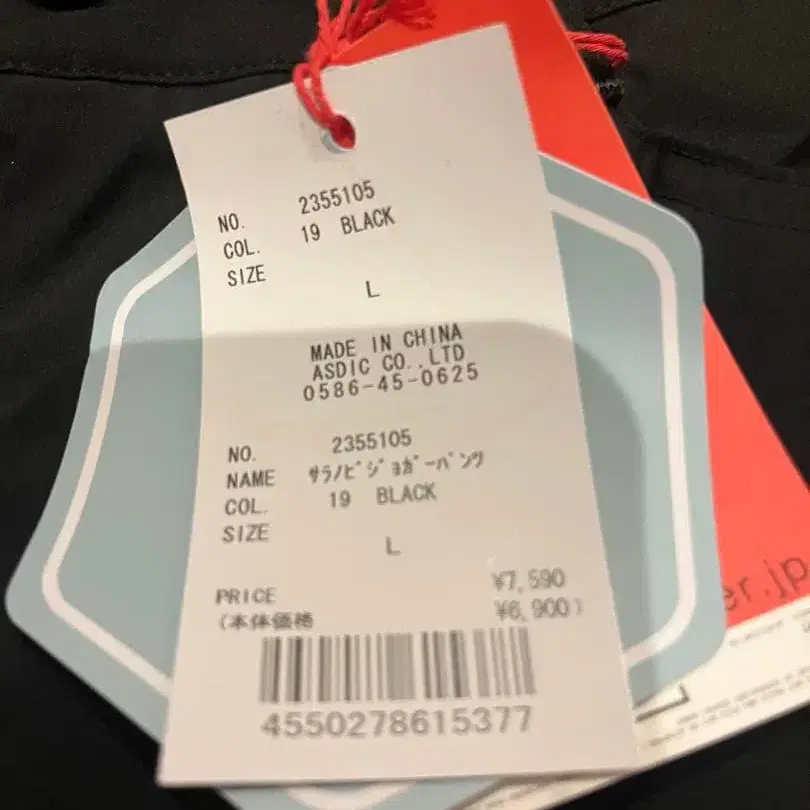 NO. 2355105
COL. 19 BLACK
SIZE
L
MADE IN CHINA
ASDIC CO.,LTD
0586-45-0625
NO. 2355105
NAME ｻﾗﾉﾋﾞｼﾞｮｶﾞｰﾊﾟﾝﾂ
COL. 19 BLACK
SIZE
L
PRICE ¥7,590
(本体価格 ¥6,900)
4550278615377
er.jp